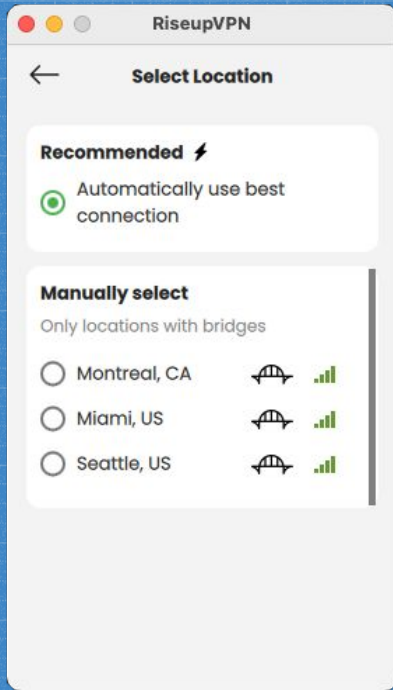 RiseupVPN
Select Location
Recommended
Automatically use best
connection
Manually select
Only locations with bridges
Montreal, CA
Miami, US
Seattle, US